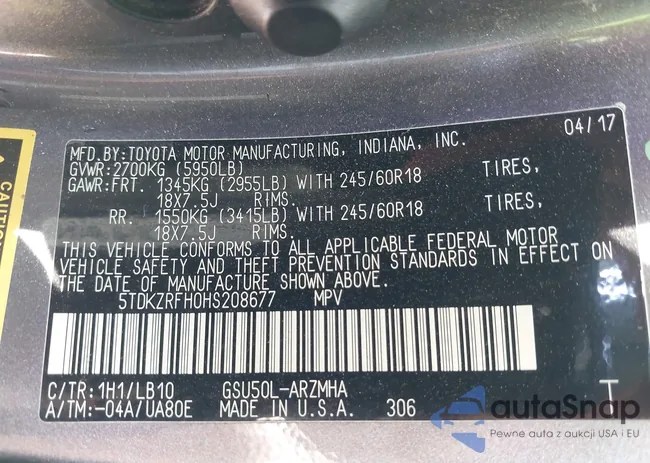 MFD.BY:TOYOTA MOTOR MANUFACTURING, INDIANA, INC. 04/17
GVWR:2700KG (5950LB)
GAWR:FRT. 1345KG (2955LB) WITH 245/60R18 TIRES,
18X7.5J RIMS.
RR. 1550KG (3415LB) WITH 245/60R18 TIRES,
18X7.5J RIMS.
THIS VEHICLE CONFORMS TO ALL APPLICABLE FEDERAL MOTOR
VEHICLE SAFETY AND THEFT PREVENTION STANDARDS IN EFFECT ON
THE DATE OF MANUFACTURE SHOWN ABOVE.
5TDKZRFH0HS208677 MPV
C/TR:1H1/LB10 GSU50L-ARZMHA T
A/TM:-04A/UA80E MADE IN U.S.A. 306
autaSnap
Pewne auta z aukcji USA i EU